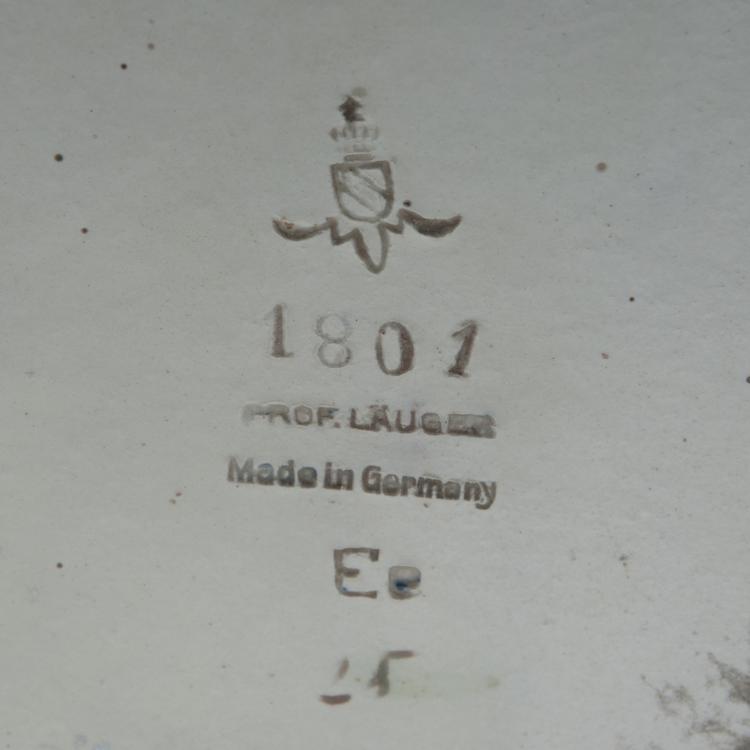 1801
PROF. LÄUGER
Made in Germany
Ee